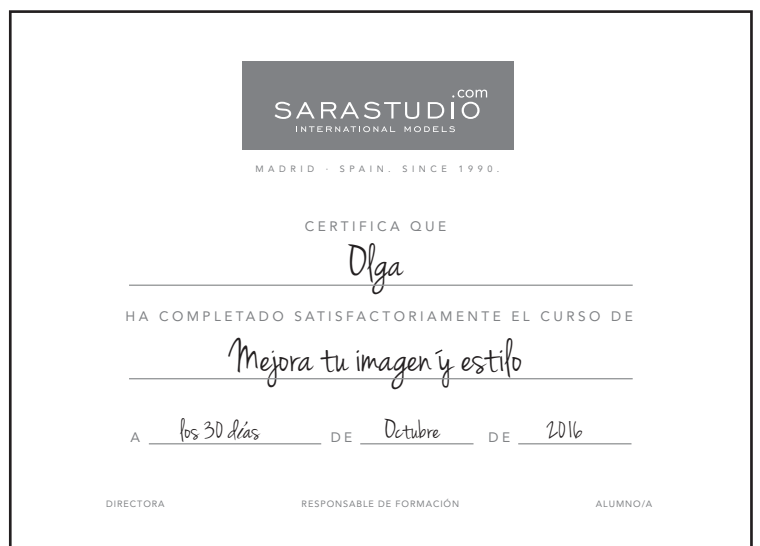 .com
SARASTUDIO
INTERNATIONAL MODELS
MADRID · SPAIN. SINCE 1990.
CERTIFICA QUE
Olga
HA COMPLETADO SATISFACTORIAMENTE EL CURSO DE
Mejora tu imagen ý estilo
A los 30 días DE Octubre DE 2016
DIRECTORA RESPONSABLE DE FORMACIÓN ALUMNO/A